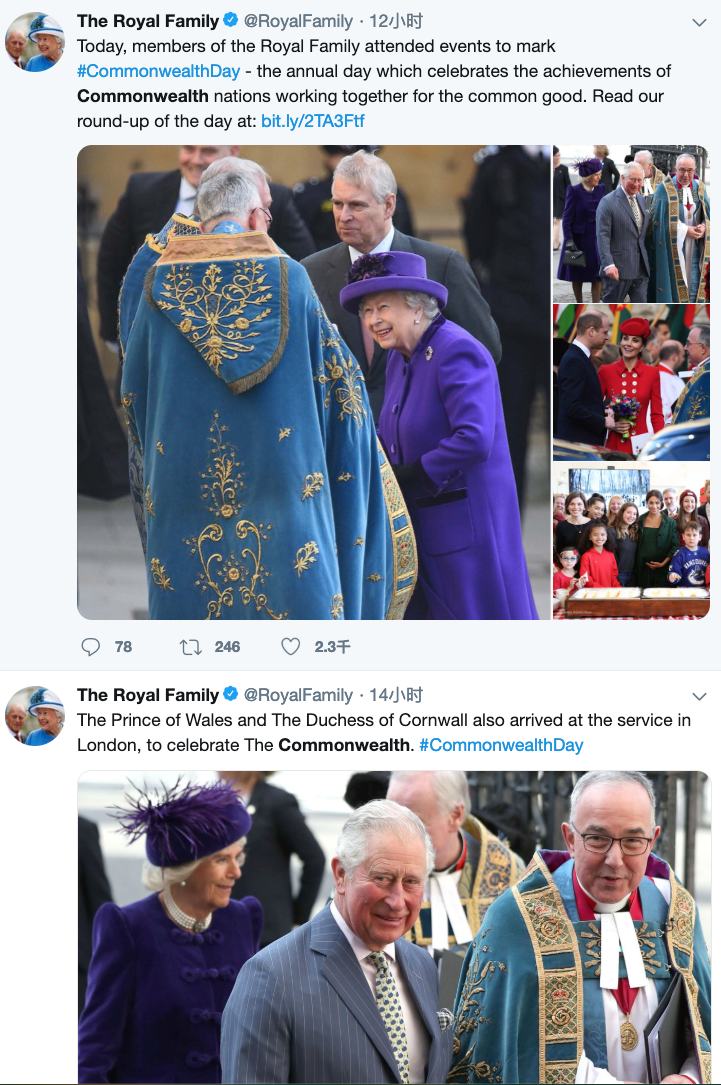 The Royal Family @RoyalFamily · 12小时
Today, members of the Royal Family attended events to mark
#CommonwealthDay - the annual day which celebrates the achievements of
Commonwealth nations working together for the common good. Read our
round-up of the day at: bit.ly/2TA3Ftf
78 246 2.3千
The Royal Family @RoyalFamily · 14小时
The Prince of Wales and The Duchess of Cornwall also arrived at the service in
London, to celebrate The Commonwealth. #CommonwealthDay